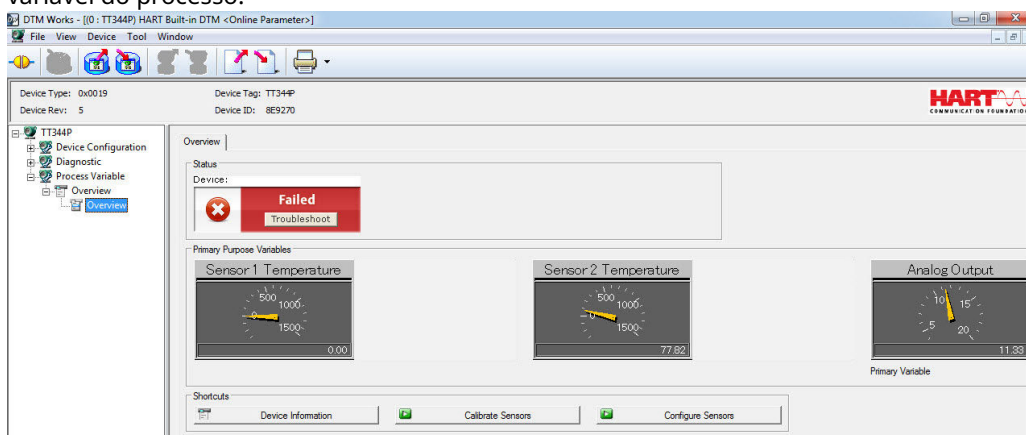 variável do processo.
DTM Works - [(0 : TT344P) HART Built-in DTM <Online Parameter>]
File View Device Tool Window
Device Type: 0x0019
Device Tag: TT344P
Device Rev: 5
Device ID: 8E9270
HART
COMMUNICATION FOUNDATION
TT344P
Device Configuration
Diagnostic
Process Variable
Overview
Overview
Overview
Status
Device:
Failed
Troubleshoot
Primary Purpose Variables
Sensor 1 Temperature
0
500
1000
1500
0.00
Sensor 2 Temperature
0
500
1000
1500
77.82
Analog Output
5
10
15
20
11.33
Primary Variable
Shortcuts
Device Information
Calibrate Sensors
Configure Sensors